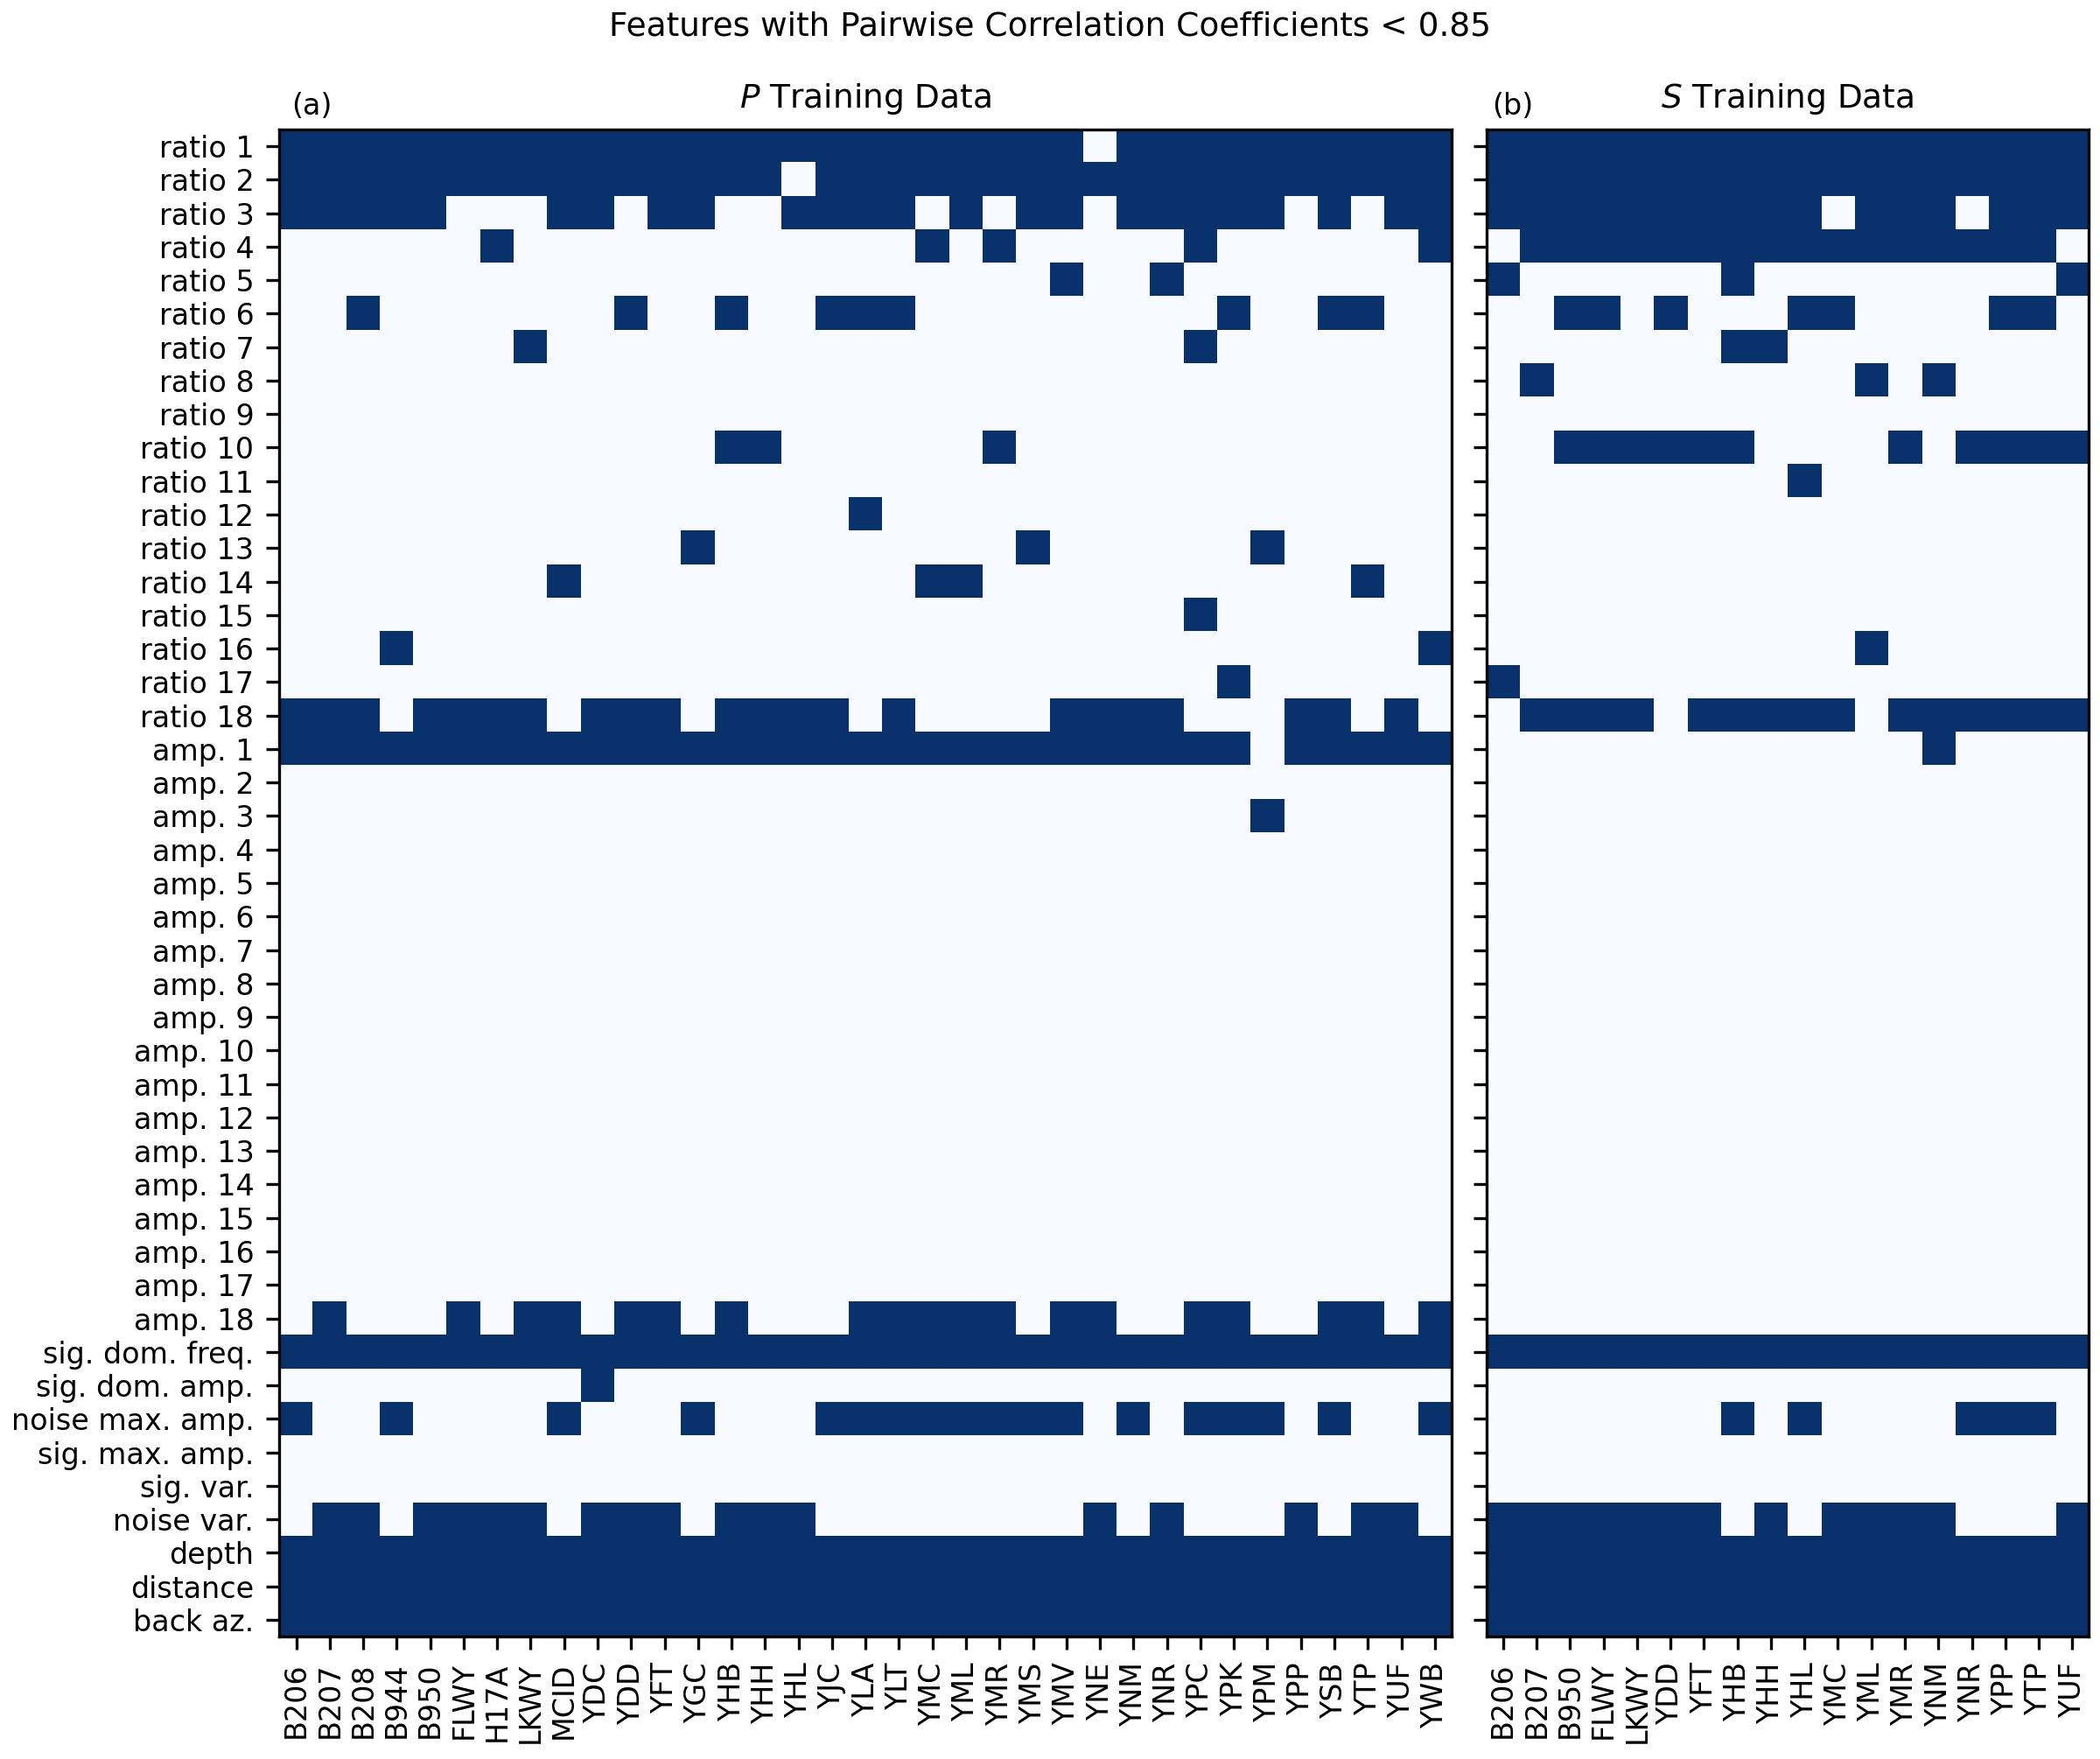 Features with Pairwise Correlation Coefficients < 0.85
(a)
P Training Data
(b)
S Training Data
ratio 1
ratio 2
ratio 3
ratio 4
ratio 5
ratio 6
ratio 7
ratio 8
ratio 9
ratio 10
ratio 11
ratio 12
ratio 13
ratio 14
ratio 15
ratio 16
ratio 17
ratio 18
amp. 1
amp. 2
amp. 3
amp. 4
amp. 5
amp. 6
amp. 7
amp. 8
amp. 9
amp. 10
amp. 11
amp. 12
amp. 13
amp. 14
amp. 15
amp. 16
amp. 17
amp. 18
sig. dom. freq.
sig. dom. amp.
noise max. amp.
sig. max. amp.
sig. var.
noise var.
depth
distance
back az.
B206
B207
B208
B944
B950
FLWY
H17A
LKWY
MCID
YDC
YDD
YFT
YGC
YHB
YHH
YHL
YJC
YLA
YLT
YMC
YML
YMR
YMS
YMV
YNE
YNM
YNR
YPC
YPK
YPM
YPP
YSB
YTP
YUF
YWB
B206
B207
B950
FLWY
LKWY
YDD
YFT
YHB
YHH
YHL
YMC
YML
YMR
YNM
YNR
YPP
YTP
YUF